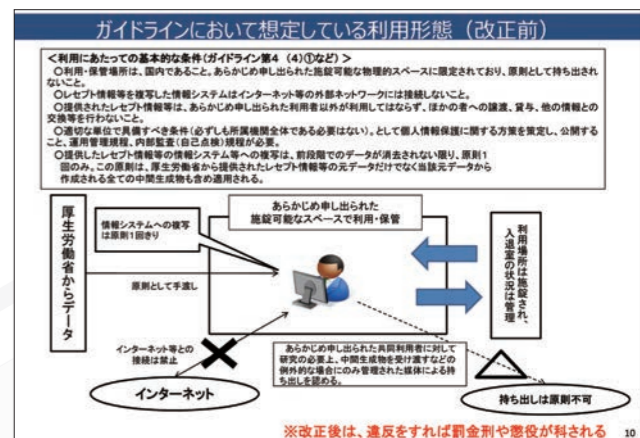 ガイドラインにおいて想定している利用形態（改正前）
＜利用にあたっての基本的な条件(ガイドライン第4 (4)①など) ＞
○利用・保管場所は、国内であること。あらかじめ申し出られた施錠可能な物理的スペースに限定されており、原則として持ち出されないこと。
○レセプト情報等を複写した情報システムはインターネット等の外部ネットワークには接続しないこと。
○提供されたレセプト情報等は、あらかじめ申し出られた利用者以外が利用してはならず、ほかの者への譲渡、貸与、他の情報との交換等を行わないこと。
○適切な単位で具備すべき条件（必ずしも所属機関全体である必要はない）。として個人情報保護に関する方策を策定し、公開すること、運用管理規程、内部監査(自己点検)規程が必要。
○提供したレセプト情報等の情報システム等への複写は、前段階でのデータが消去されない限り、原則1
回のみ。この原則は、厚生労働省から提供されたレセプト情報等の元データだけでなく当該元データから
作成される全ての中間生成物も含め適用される。
厚生労働省からデータ
情報システムへの複写
は原則1回きり
原則として手渡し
あらかじめ申し出られた
施錠可能なスペースで利用・保管
利用場所は施錠され、
入退室の状況は管理
インターネット等との
接続は禁止
インターネット
あらかじめ申し出られた共同利用者に対して
研究の必要上、中間生成物を受け渡すなどの
例外的な場合にのみ管理された媒体による持
ち出しを認める。
持ち出しは原則不可
※改正後は、違反をすれば罰金刑や懲役が科される
10